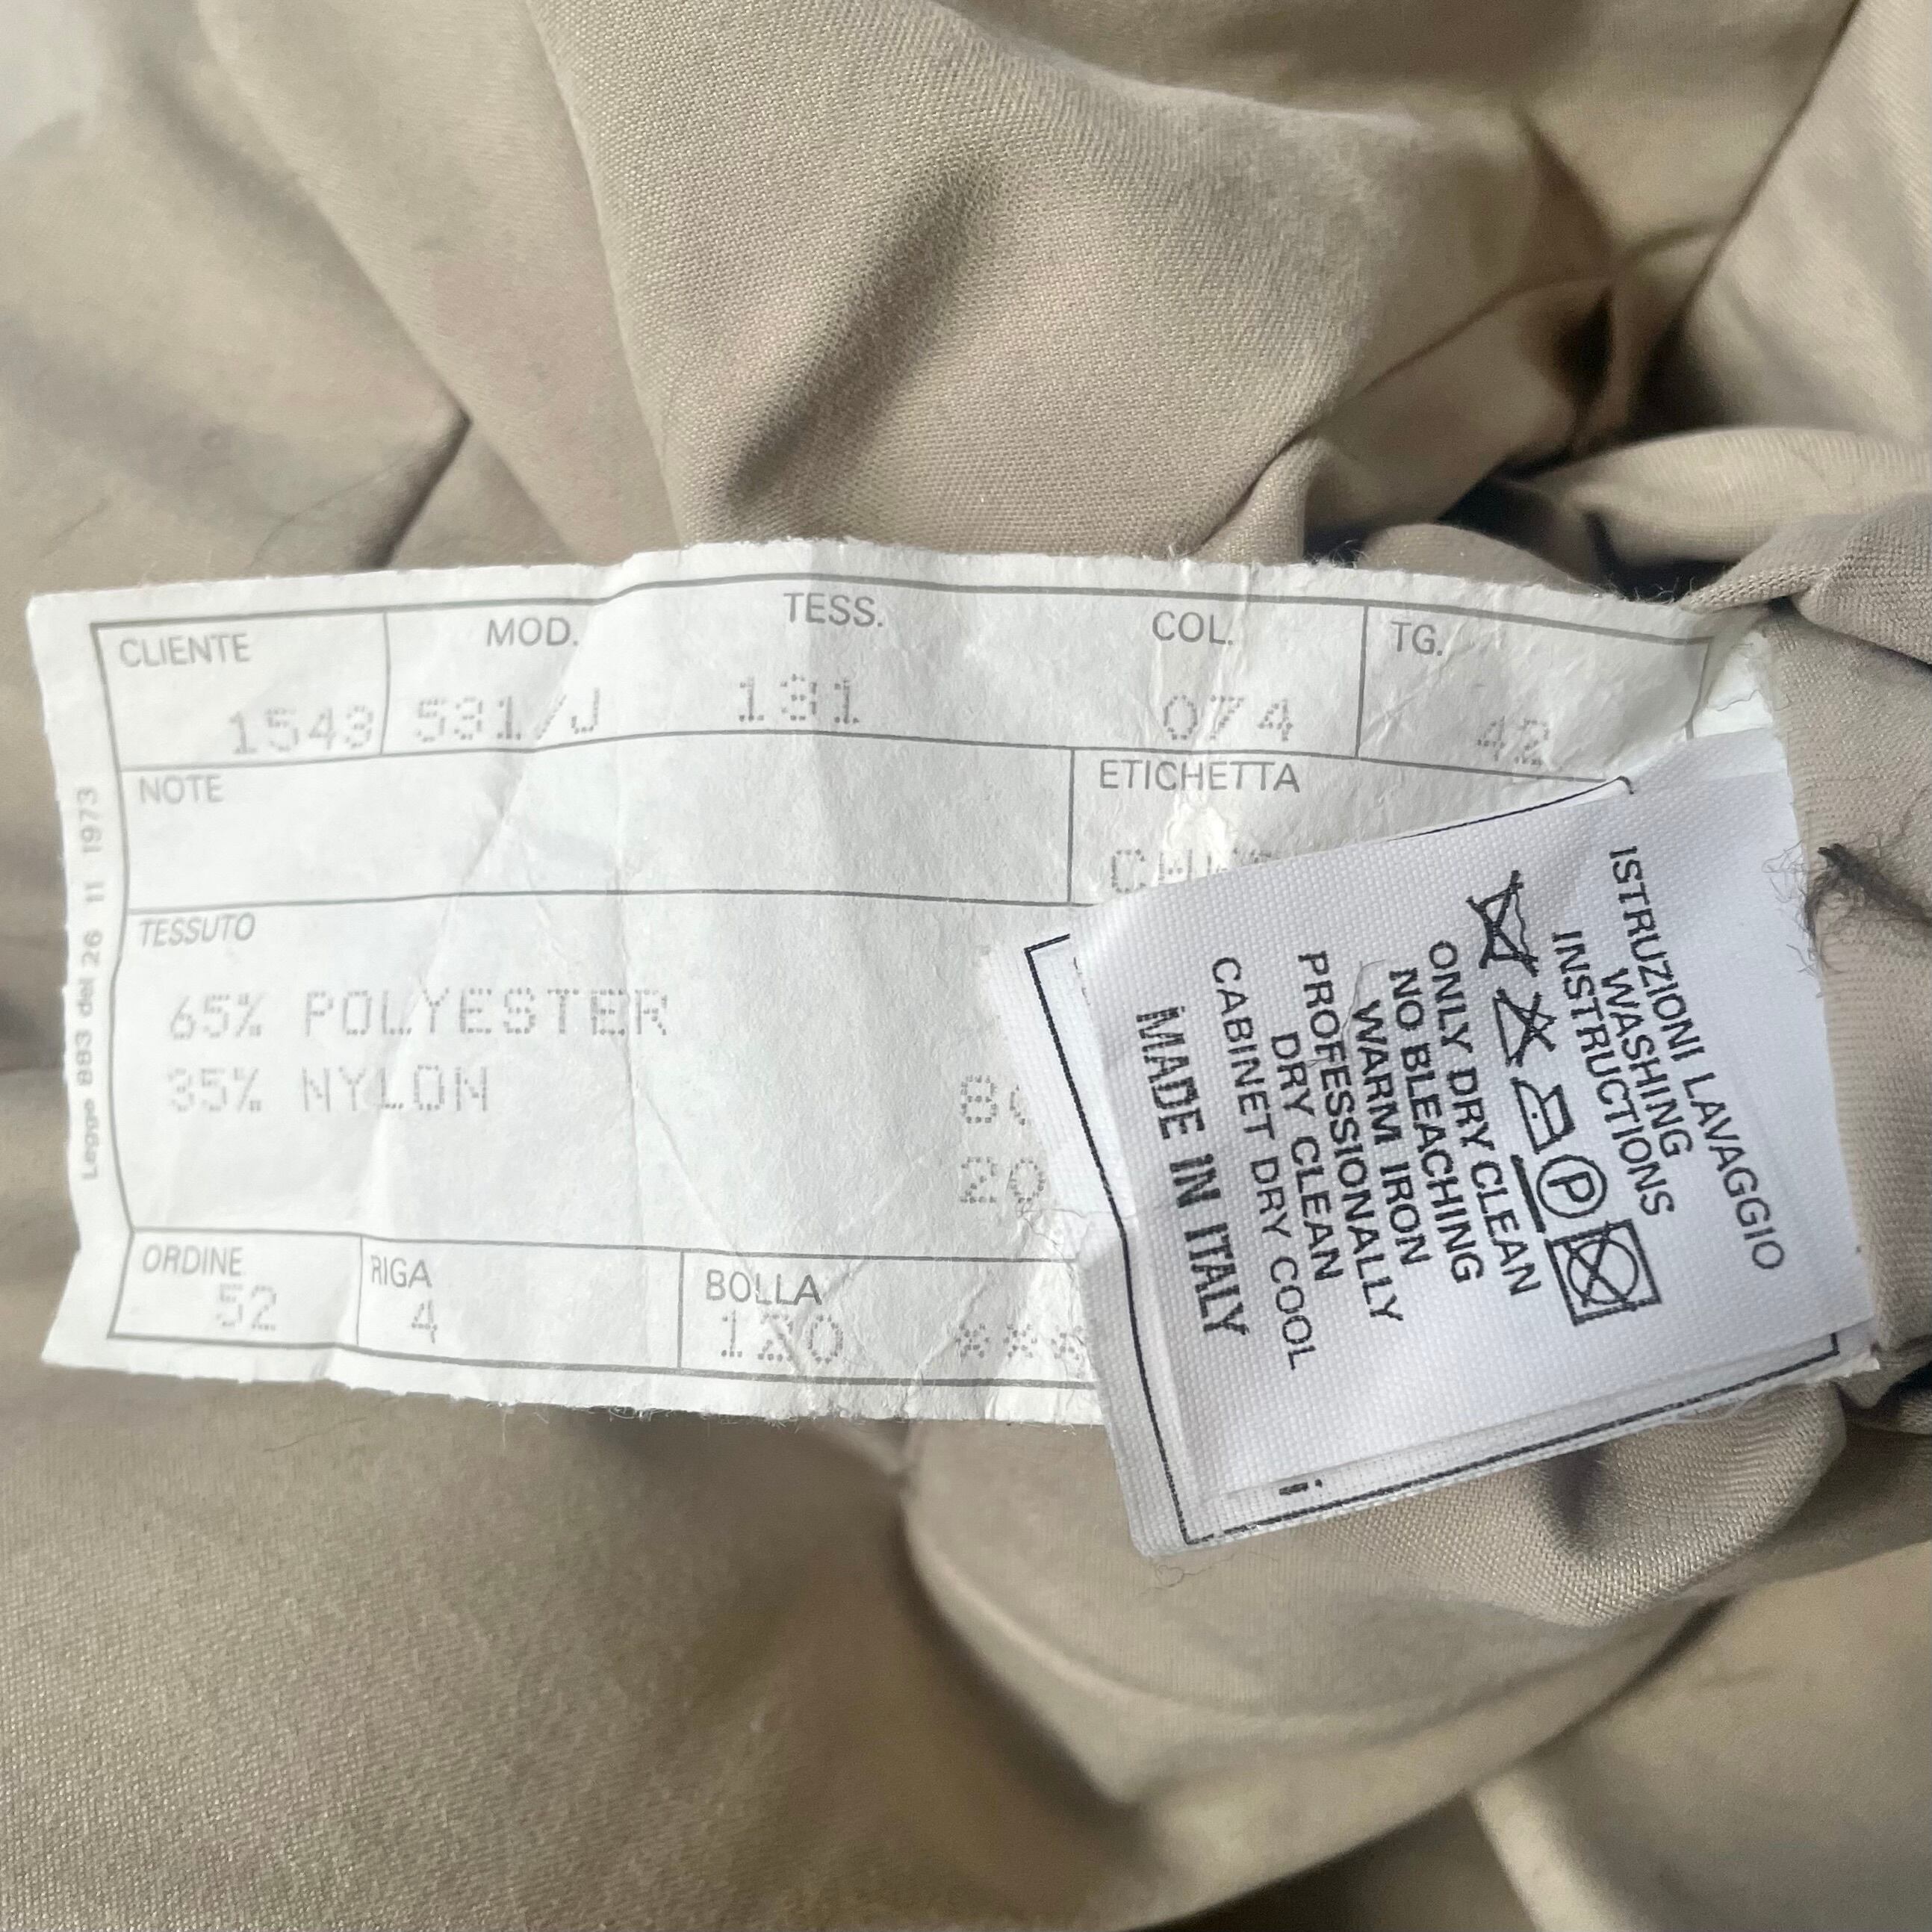 CLIENTE MOD. TESS. COL. TG.
1543 531/J 131 074 42
NOTE ETICHETTA
TESSUTO
65% POLYESTER
35% NYLON
ORDINE RIGA BOLLA
52 4 120 ***
Legge 883 del 26 11 1973
ISTRUZIONI LAVAGGIO
WASHING
INSTRUCTIONS
P
ONLY DRY CLEAN
NO BLEACHING
WARM IRON
PROFESSIONALLY
DRY CLEAN
CABINET DRY COOL
MADE IN ITALY